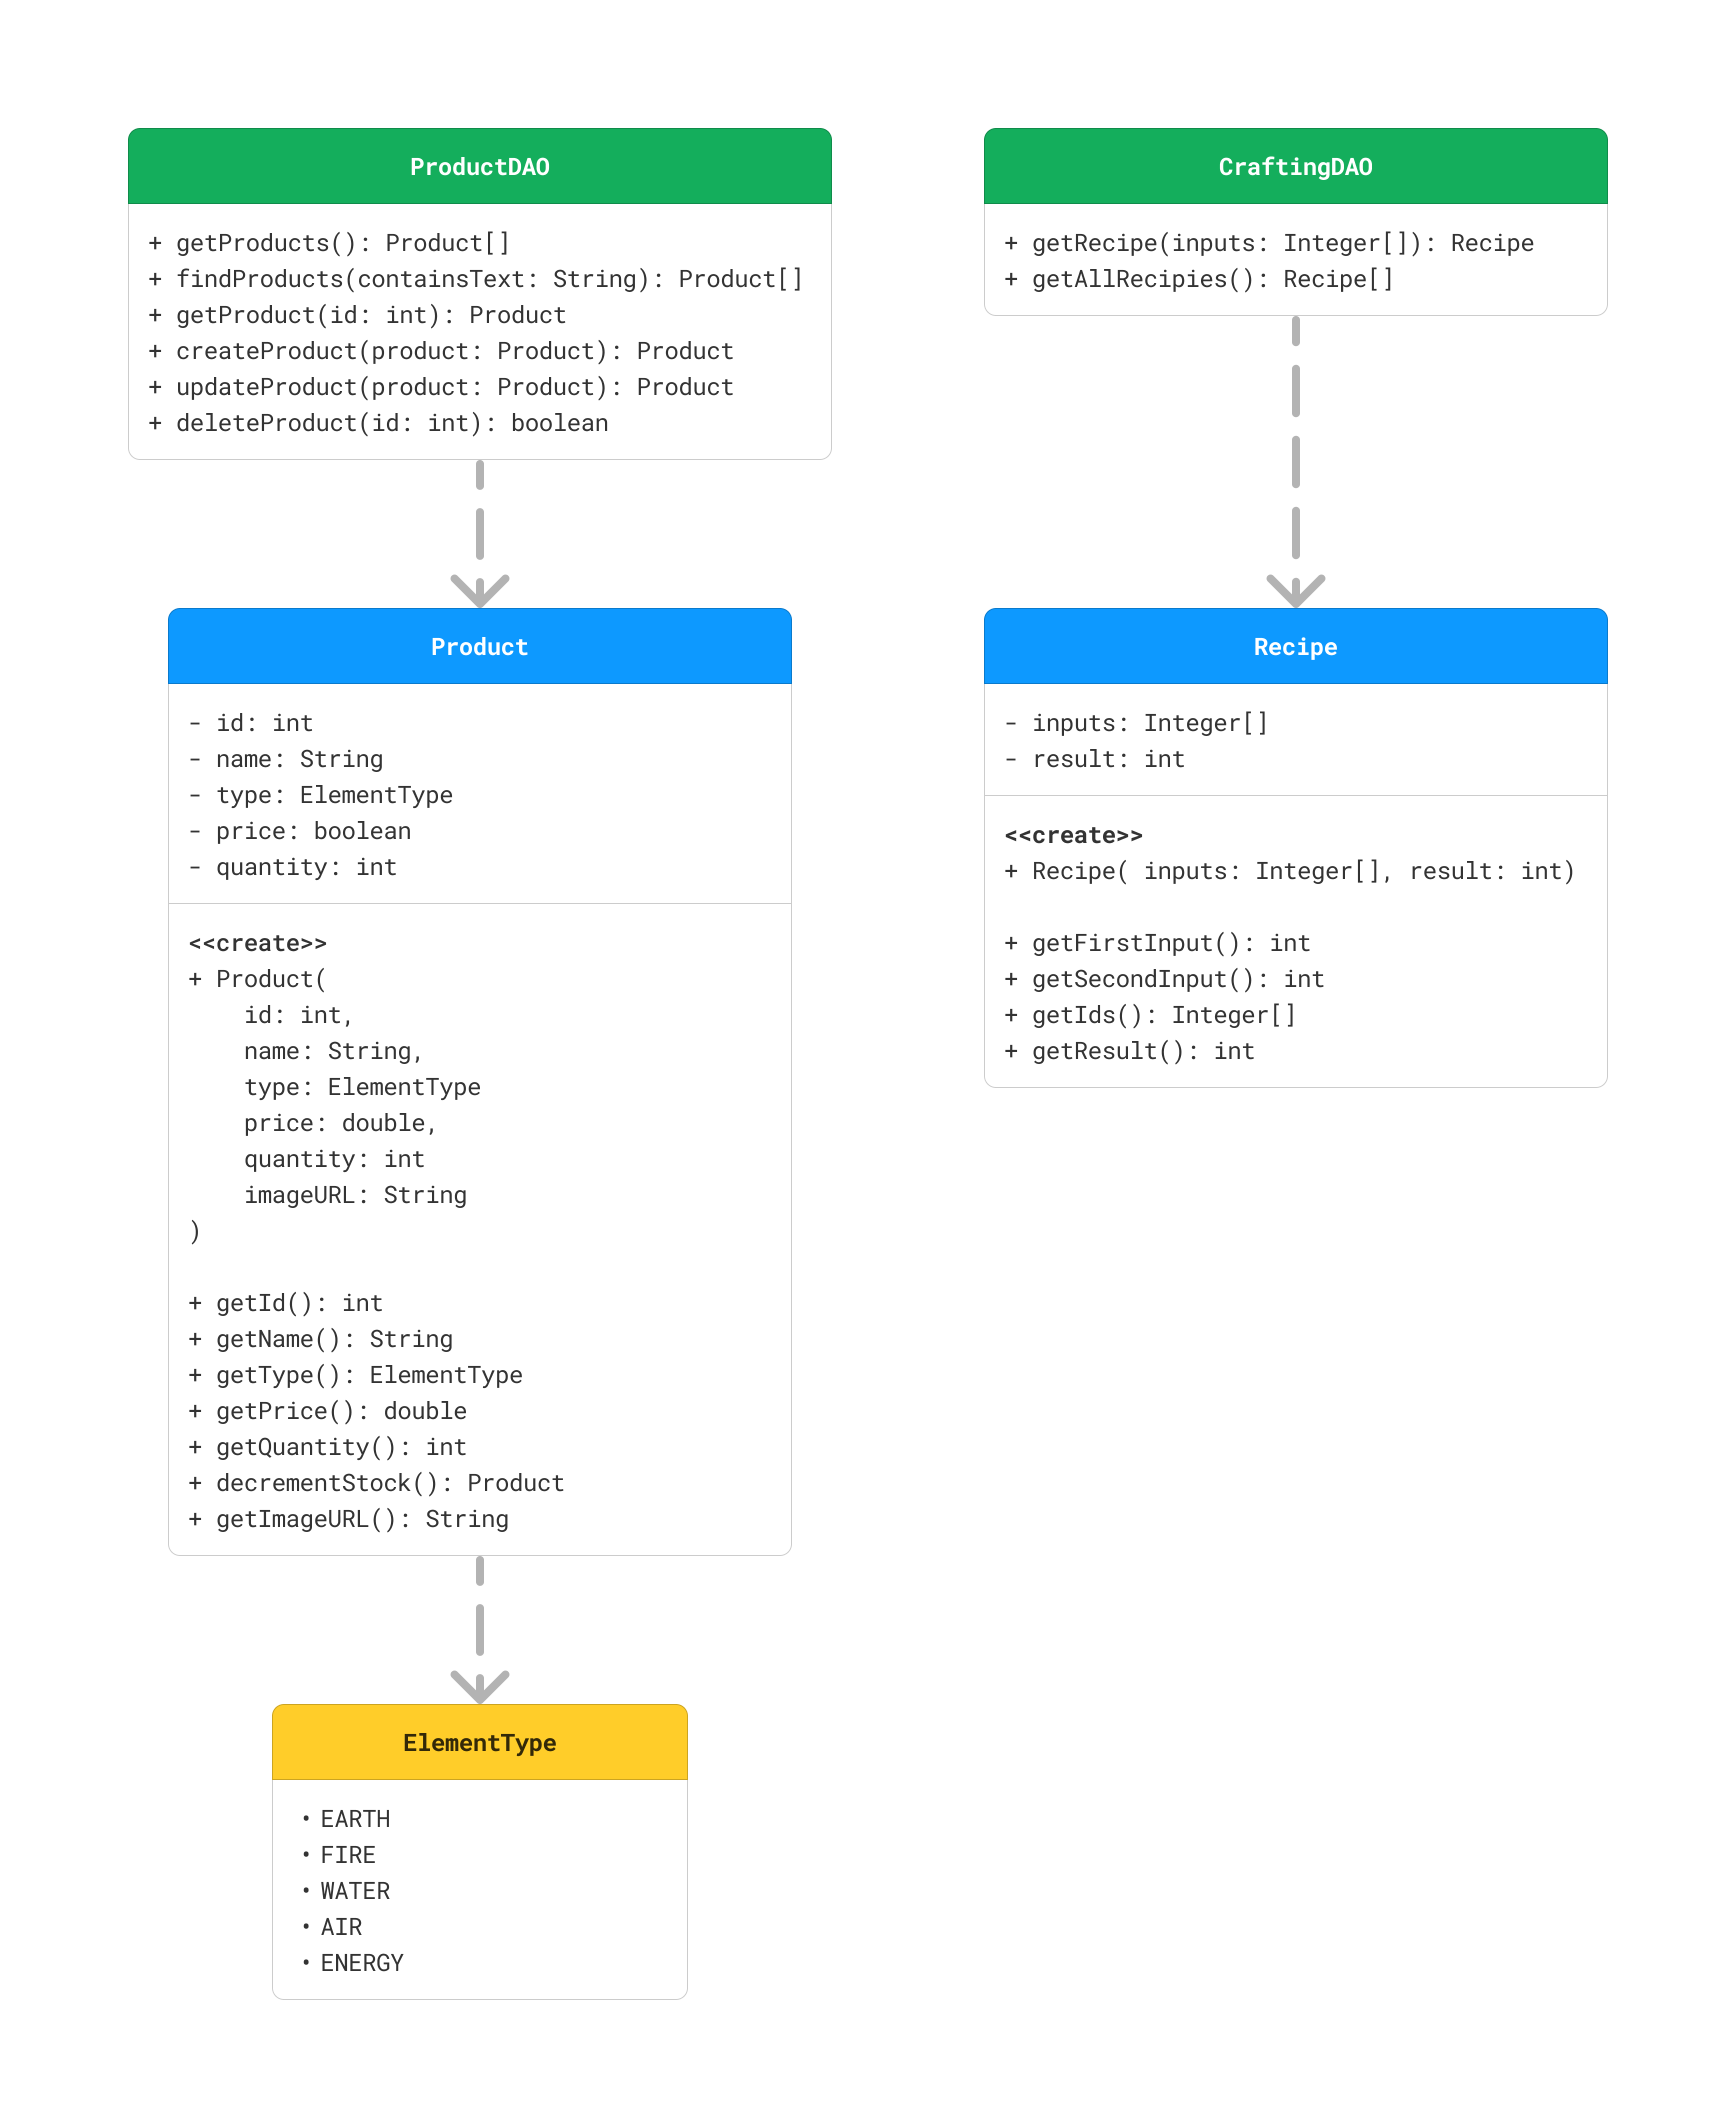 ProductDAO
+ getProducts(): Product[]
+ findProducts(containsText: String): Product[]
+ getProduct(id: int): Product
+ createProduct(product: Product): Product
+ updateProduct(product: Product): Product
+ deleteProduct(id: int): boolean
CraftingDAO
+ getRecipe(inputs: Integer[]): Recipe
+ getAllRecipies(): Recipe[]
Product
- id: int
- name: String
- type: ElementType
- price: boolean
- quantity: int
<<create>>
+ Product(
id: int,
name: String,
type: ElementType
price: double,
quantity: int
imageURL: String
)
+ getId(): int
+ getName(): String
+ getType(): ElementType
+ getPrice(): double
+ getQuantity(): int
+ decrementStock(): Product
+ getImageURL(): String
Recipe
- inputs: Integer[]
- result: int
<<create>>
+ Recipe( inputs: Integer[], result: int)
+ getFirstInput(): int
+ getSecondInput(): int
+ getIds(): Integer[]
+ getResult(): int
ElementType
• EARTH
• FIRE
• WATER
• AIR
• ENERGY